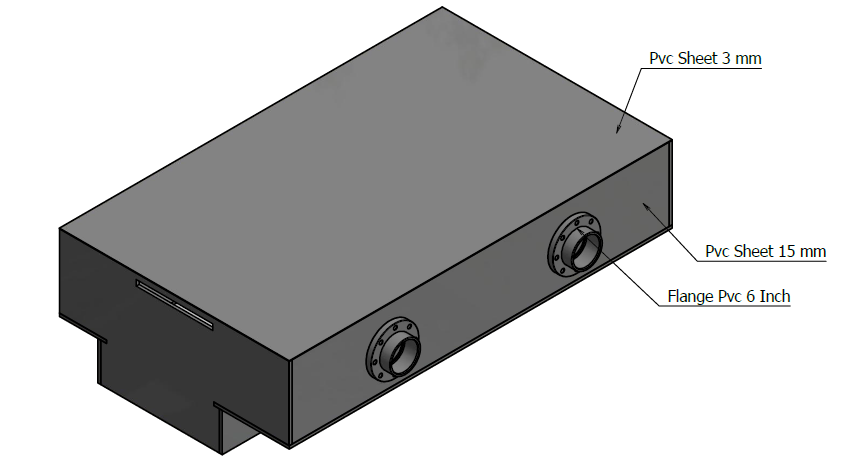 Pvc Sheet 3 mm
Pvc Sheet 15 mm
Flange Pvc 6 Inch